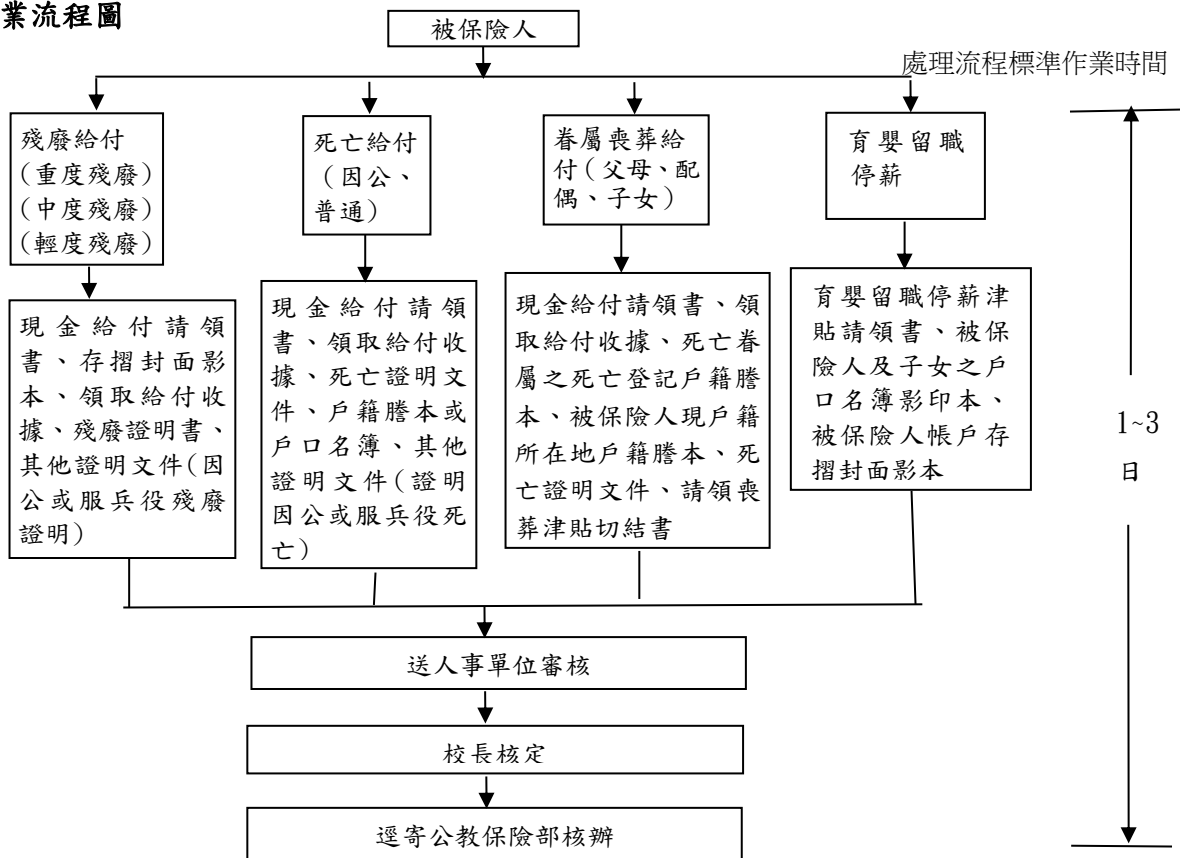 業流程圖
被保險人
處理流程標準作業時間
殘廢給付
(重度殘廢)
(中度殘廢)
(輕度殘廢)
死亡給付
(因公、
普通)
眷屬喪葬給
付(父母、配
偶、子女)
育嬰留職
停薪
現金給付請領
書、存摺封面影
本、領取給付收
據、殘廢證明書、
其他證明文件(因
公或服兵役殘廢
證明)
現金給付請領
書、領取給付收
據、死亡證明文
件、戶籍謄本或
戶口名簿、其他
證明文件(證明
因公或服兵役死
亡)
現金給付請領書、領
取給付收據、死亡眷
屬之死亡登記戶籍謄
本、被保險人現戶籍
所在地戶籍謄本、死
亡證明文件、請領喪
葬津貼切結書
育嬰留職停薪津
貼請領書、被保
險人及子女之戶
口名簿影印本、
被保險人帳戶存
摺封面影本
1~3
日
送人事單位審核
校長核定
逕寄公教保險部核辦